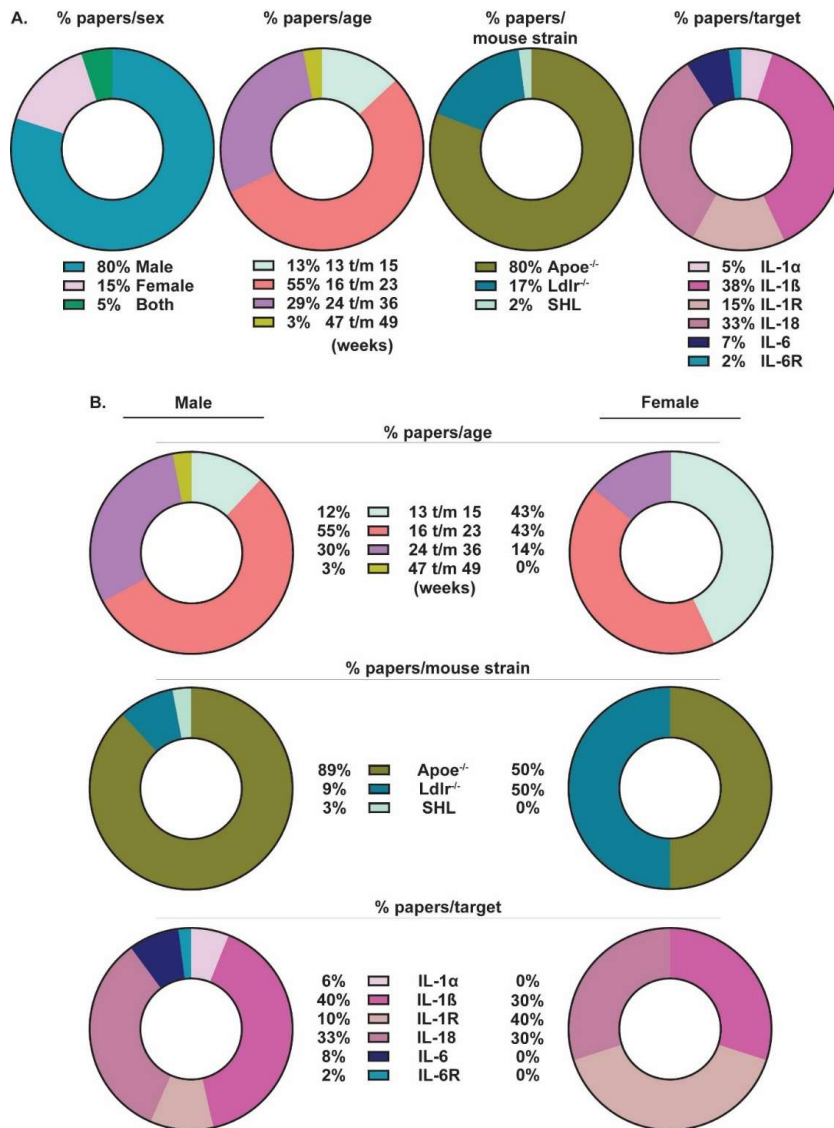 A.
% papers/sex
% papers/age
% papers/
mouse strain
% papers/target
80% Male
15% Female
5% Both
13% 13 t/m 15
55% 16 t/m 23
29% 24 t/m 36
3% 47 t/m 49
(weeks)
80% Apoe-/-
17% Ldlr-/-
2% SHL
5% IL-1α
38% IL-1ß
15% IL-1R
33% IL-18
7% IL-6
2% IL-6R
B.
Male
Female
% papers/age
12% 13 t/m 15 43%
55% 16 t/m 23 43%
30% 24 t/m 36 14%
3% 47 t/m 49 0%
(weeks)
% papers/mouse strain
89% Apoe-/- 50%
9% Ldlr-/- 50%
3% SHL 0%
% papers/target
6% IL-1α 0%
40% IL-1ß 30%
10% IL-1R 40%
33% IL-18 30%
8% IL-6 0%
2% IL-6R 0%